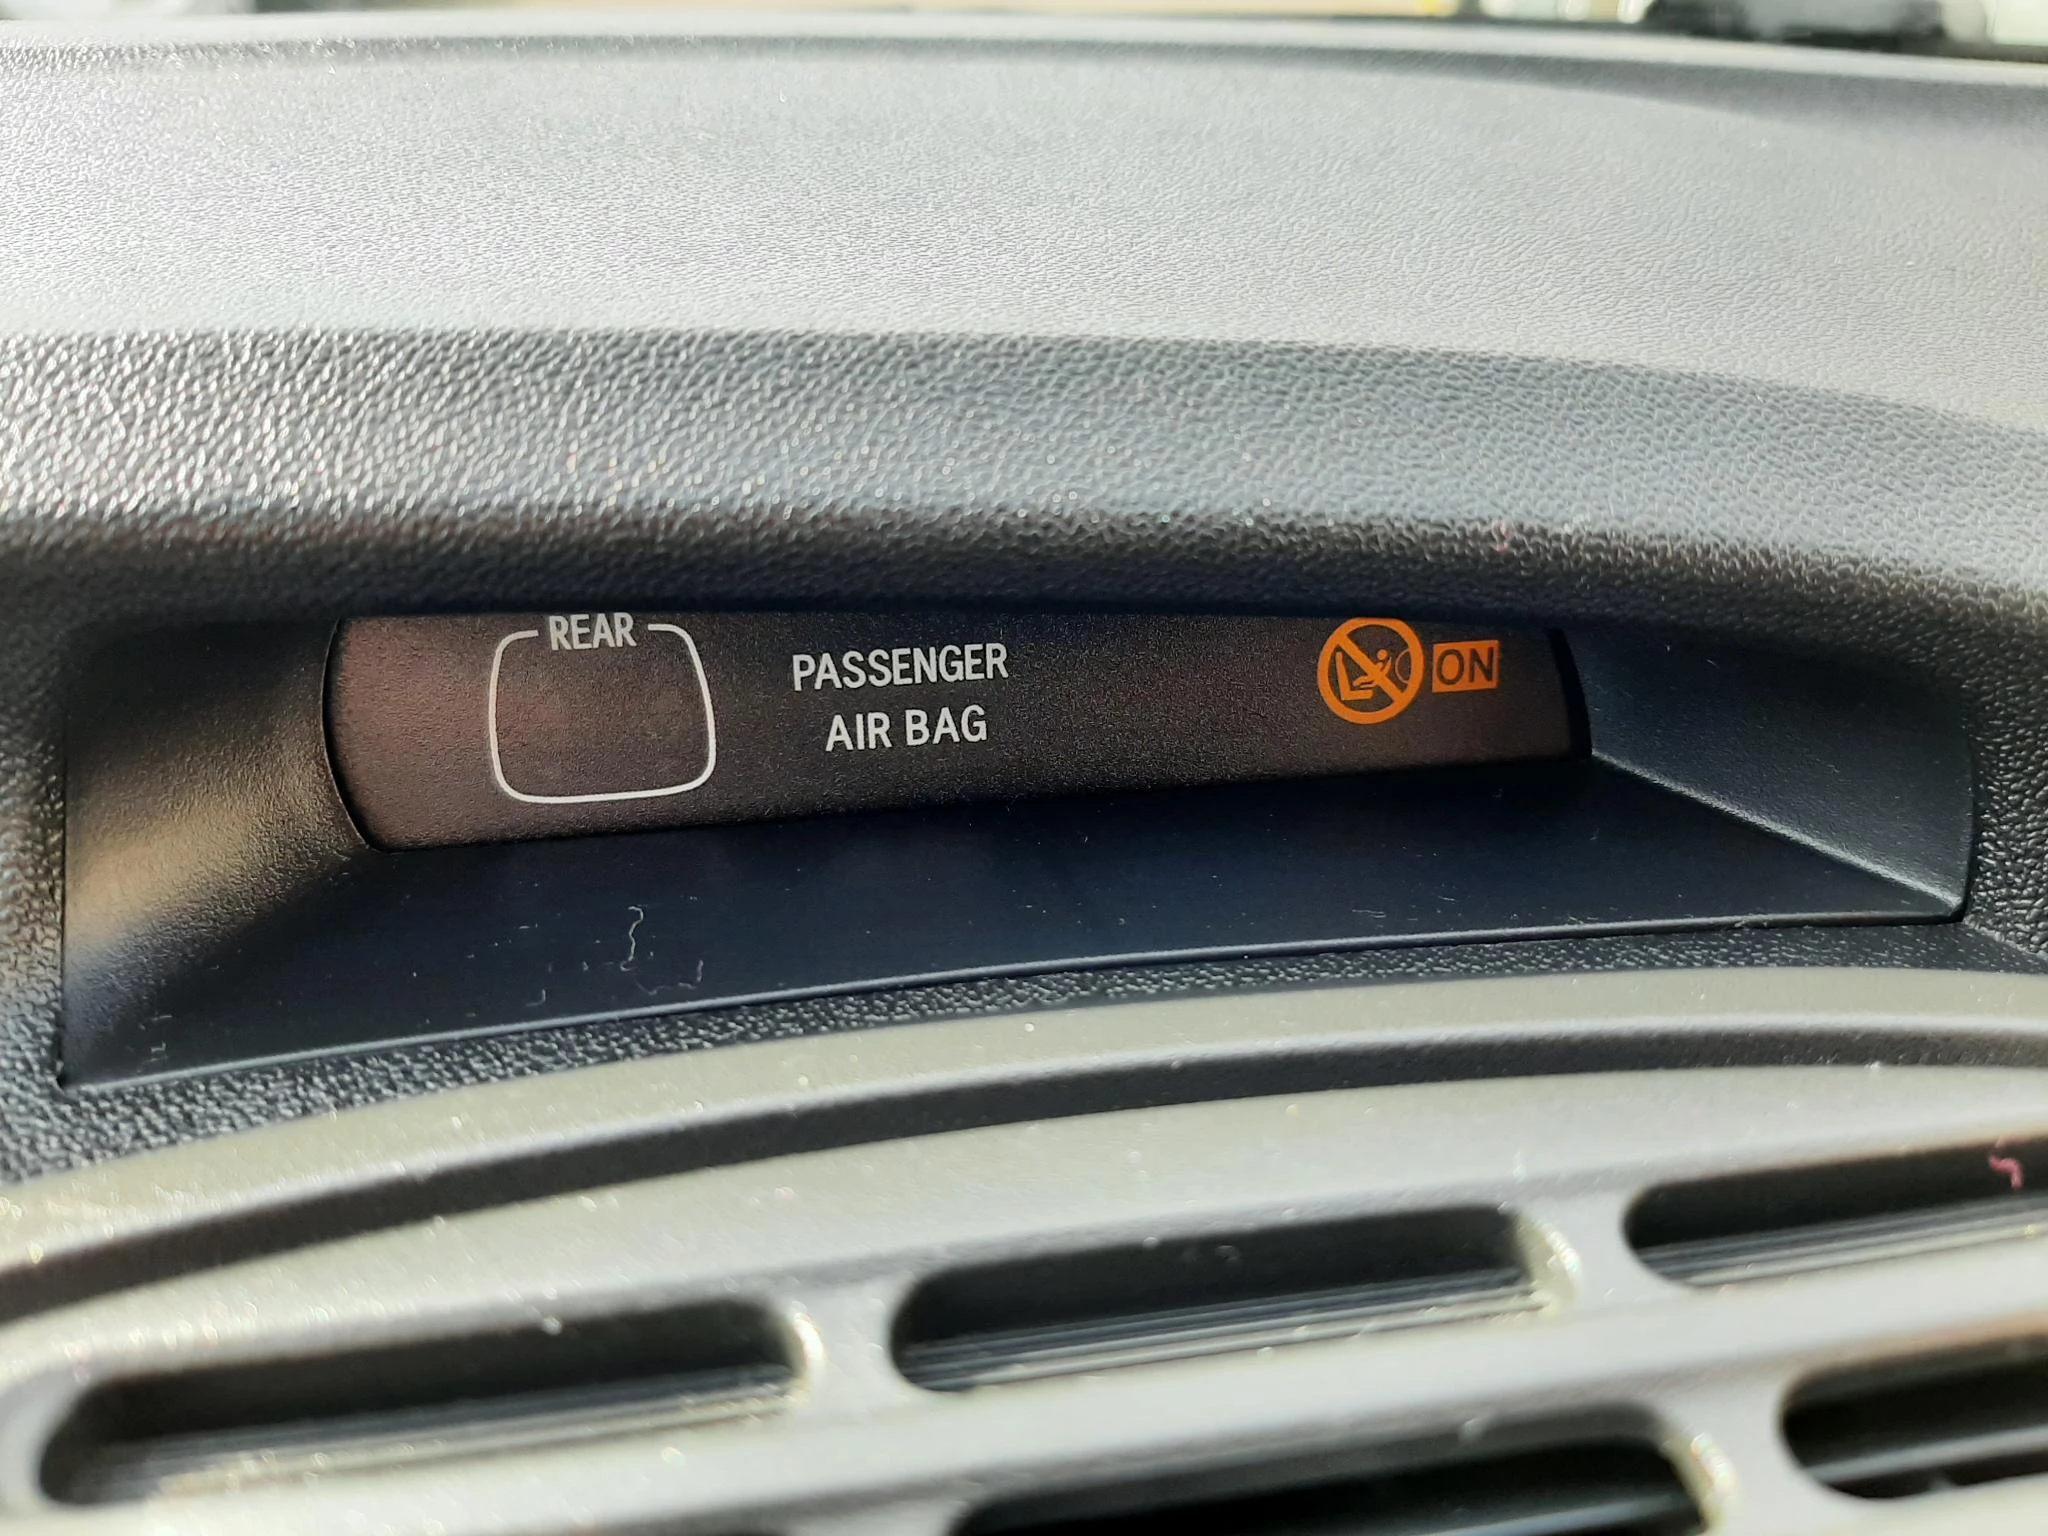 REAR
PASSENGER
AIR BAG
ON